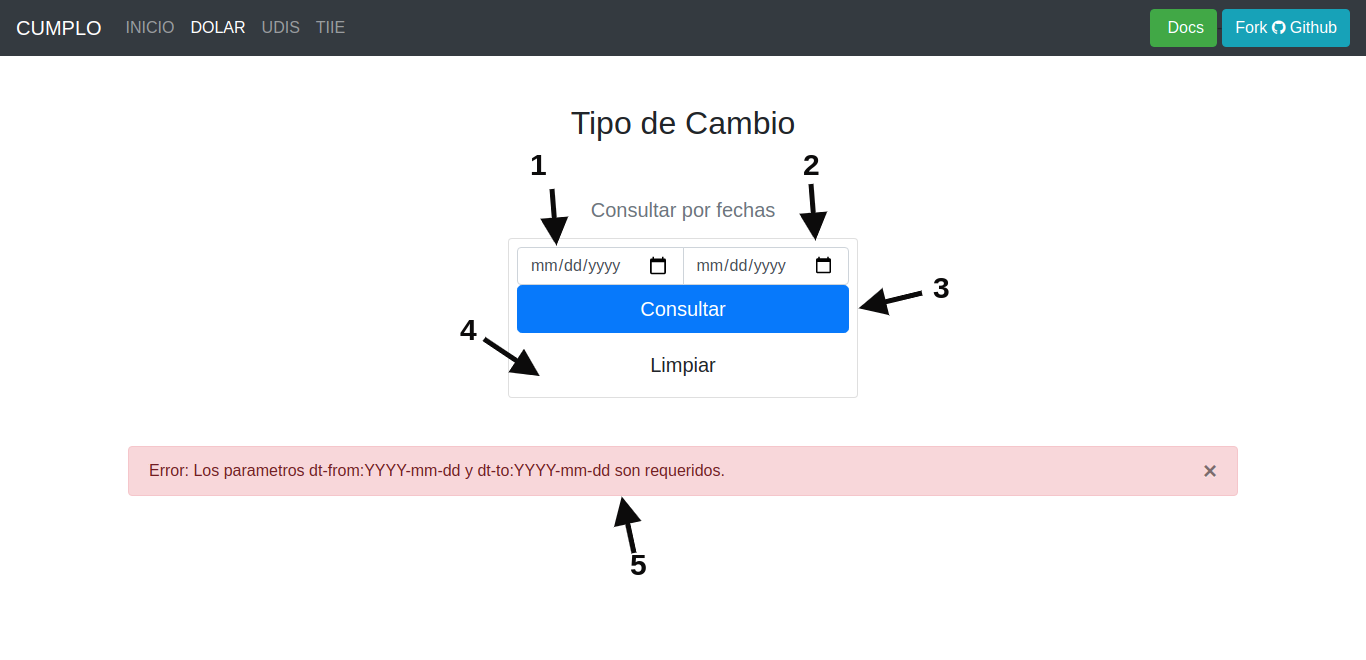 CUMPLO INICIO DOLAR UDIS TIIE Docs Fork Github
Tipo de Cambio
1 2
Consultar por fechas
mm/dd/yyyy mm/dd/yyyy
3
Consultar
4
Limpiar
Error: Los parametros dt-from:YYYY-mm-dd y dt-to:YYYY-mm-dd son requeridos. ×
5